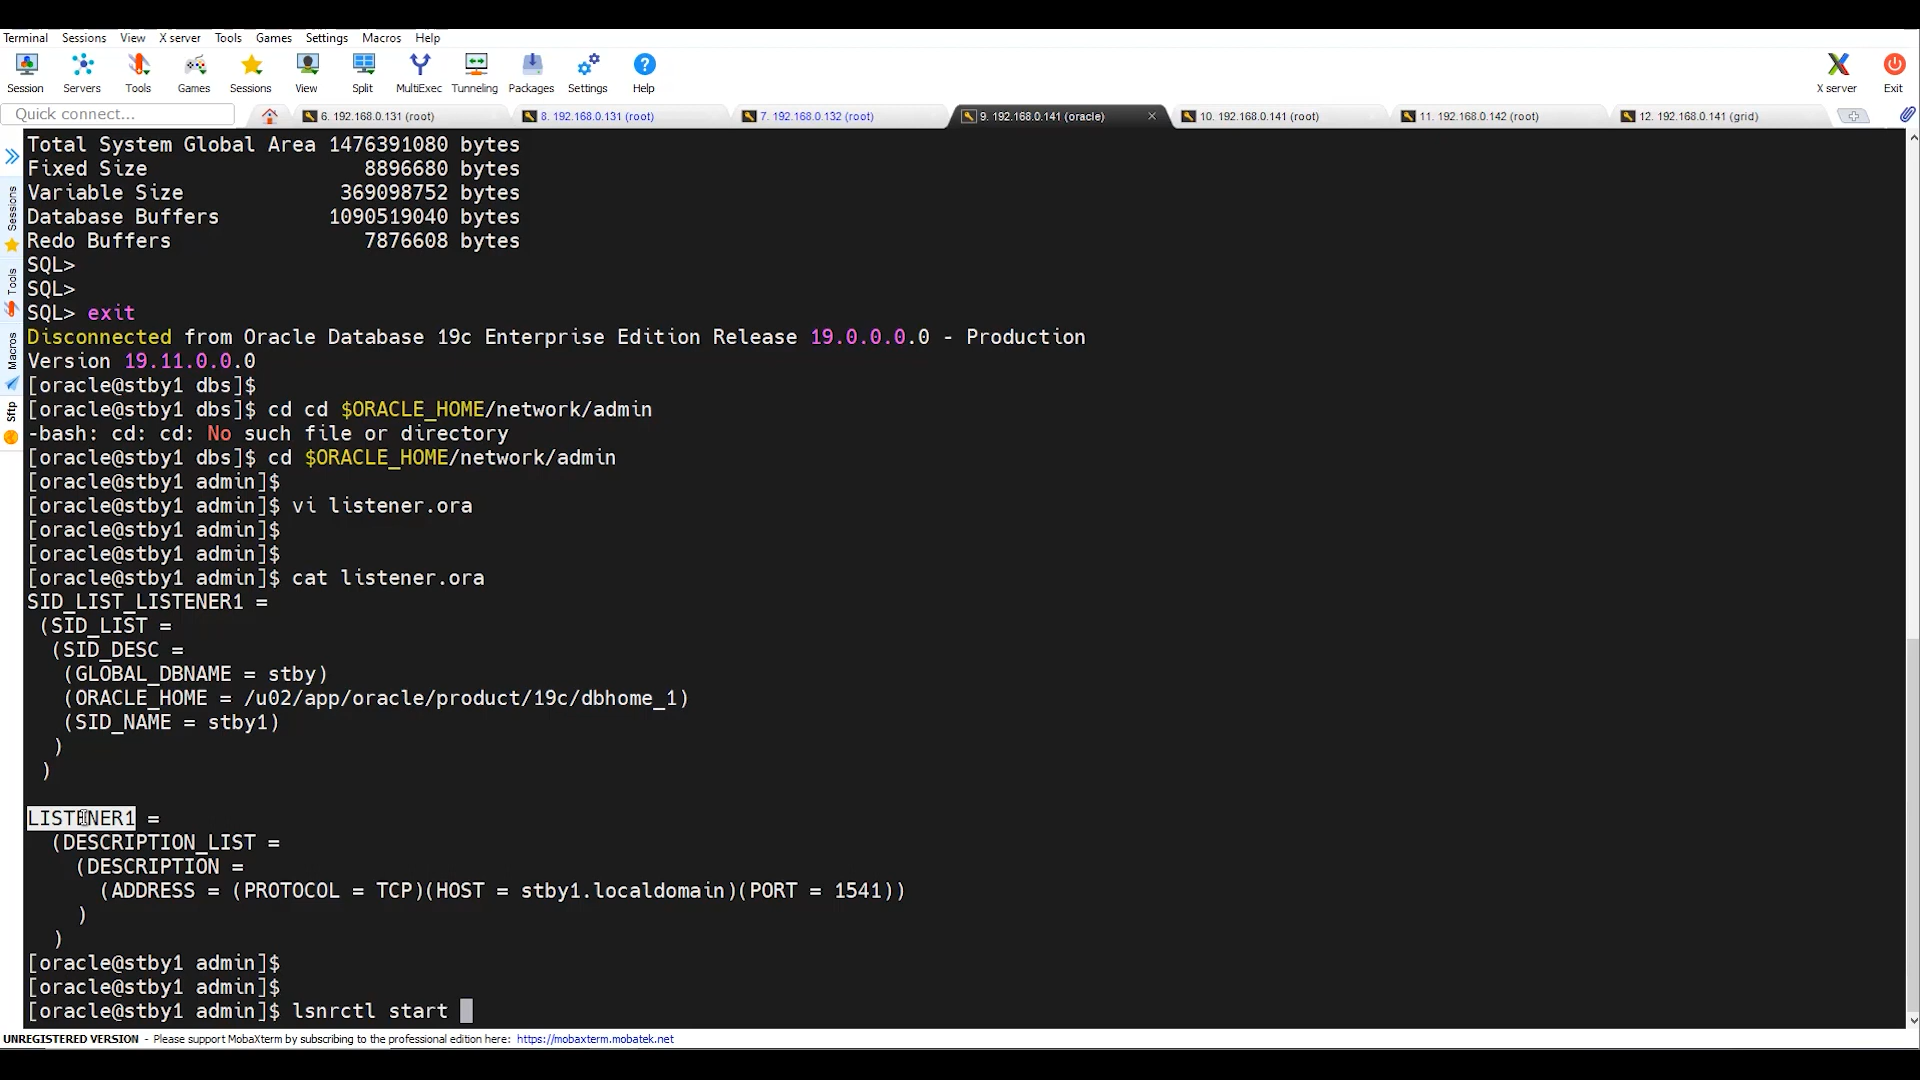 Terminal Sessions View X server Tools Games Settings Macros Help
Session Servers Tools Games Sessions View Split MultiExec Tunneling Packages Settings Help X server Exit
Quick connect... 6. 192.168.0.131 (root) 8. 192.168.0.131 (root) 7. 192.168.0.132 (root) 9. 192.168.0.141 (oracle) 10. 192.168.0.141 (root) 11. 192.168.0.142 (root) 12. 192.168.0.141 (grid)
Sessions
Tools
Macros
Sftp
Total System Global Area 1476391080 bytes
Fixed Size 8896680 bytes
Variable Size 369098752 bytes
Database Buffers 1090519040 bytes
Redo Buffers 7876608 bytes
SQL>
SQL>
SQL> exit
Disconnected from Oracle Database 19c Enterprise Edition Release 19.0.0.0.0 - Production
Version 19.11.0.0.0
[oracle@stby1 dbs]$
[oracle@stby1 dbs]$ cd cd $ORACLE_HOME/network/admin
-bash: cd: cd: No such file or directory
[oracle@stby1 dbs]$ cd $ORACLE_HOME/network/admin
[oracle@stby1 admin]$
[oracle@stby1 admin]$ vi listener.ora
[oracle@stby1 admin]$
[oracle@stby1 admin]$
[oracle@stby1 admin]$ cat listener.ora
SID_LIST_LISTENER1 =
(SID_LIST =
(SID_DESC =
(GLOBAL_DBNAME = stby)
(ORACLE_HOME = /u02/app/oracle/product/19c/dbhome_1)
(SID_NAME = stby1)
)
)
LISTENER1 =
(DESCRIPTION_LIST =
(DESCRIPTION =
(ADDRESS = (PROTOCOL = TCP)(HOST = stby1.localdomain)(PORT = 1541))
)
)
[oracle@stby1 admin]$
[oracle@stby1 admin]$
[oracle@stby1 admin]$ lsnrctl start
UNREGISTERED VERSION - Please support MobaXterm by subscribing to the professional edition here: https://mobaxterm.mobatek.net